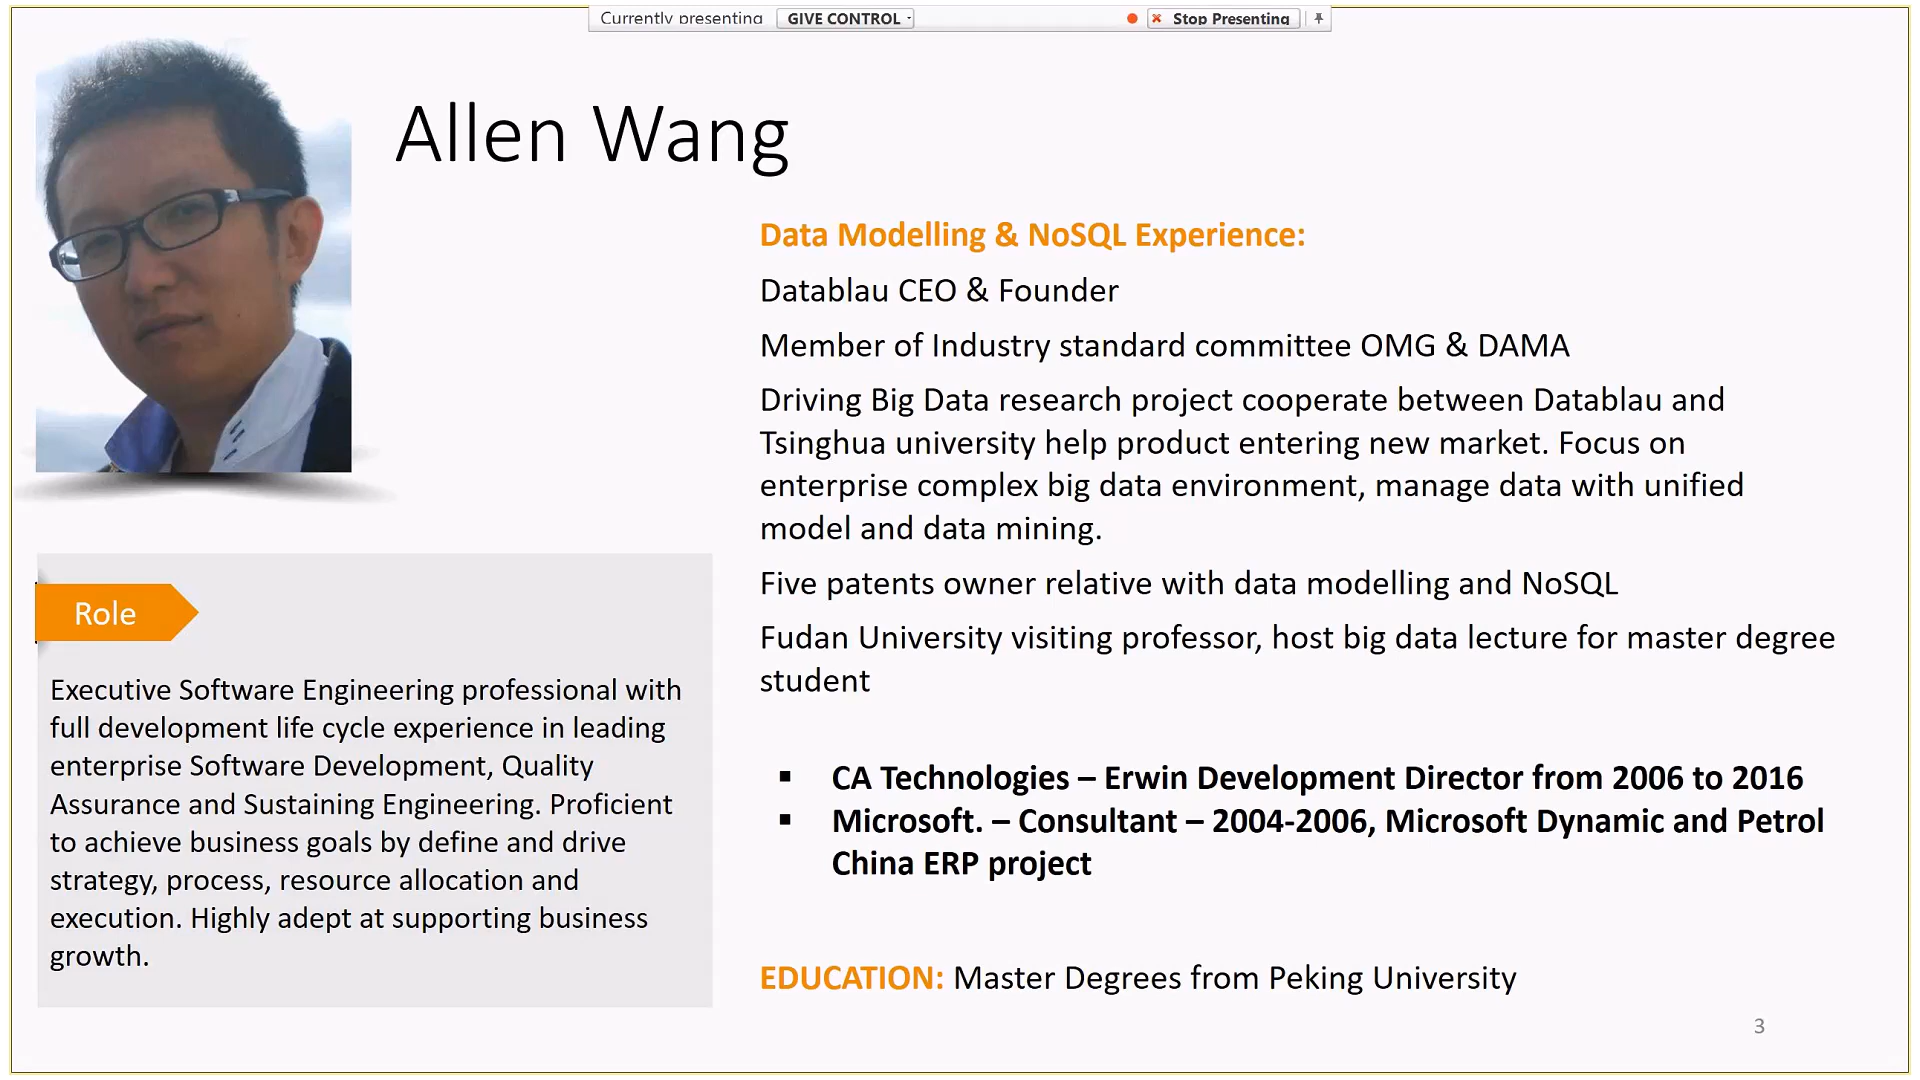 Currently presenting GIVE CONTROL Stop Presenting
Allen Wang
Data Modelling & NoSQL Experience:
Datablau CEO & Founder
Member of Industry standard committee OMG & DAMA
Driving Big Data research project cooperate between Datablau and
Tsinghua university help product entering new market. Focus on
enterprise complex big data environment, manage data with unified
model and data mining.
Five patents owner relative with data modelling and NoSQL
Fudan University visiting professor, host big data lecture for master degree
student
▪ CA Technologies – Erwin Development Director from 2006 to 2016
▪ Microsoft. – Consultant – 2004-2006, Microsoft Dynamic and Petrol
China ERP project
EDUCATION: Master Degrees from Peking University
Role
Executive Software Engineering professional with
full development life cycle experience in leading
enterprise Software Development, Quality
Assurance and Sustaining Engineering. Proficient
to achieve business goals by define and drive
strategy, process, resource allocation and
execution. Highly adept at supporting business
growth.
3